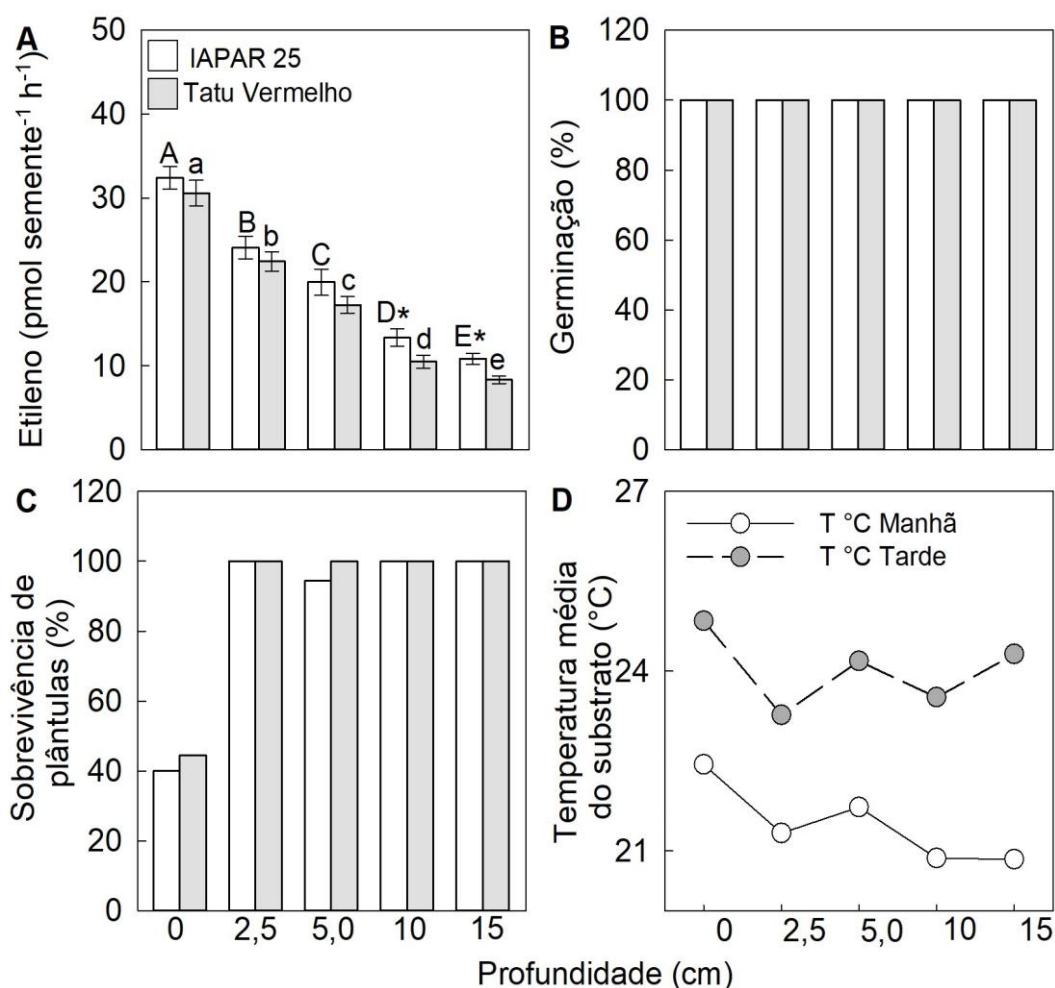 A
50
40
30
20
10
0
Etileno (pmol semente⁻¹ h⁻¹)
IAPAR 25
Tatu Vermelho
A
a
B
b
C
c
D*
d
E*
e
B
120
100
80
60
40
20
0
Germinação (%)
C
120
100
80
60
40
20
0
Sobrevivência de
plântulas (%)
0 2,5 5,0 10 15
D
27
24
21
Temperatura média
do substrato (°C)
T °C Manhã
T °C Tarde
0 2,5 5,0 10 15
Profundidade (cm)